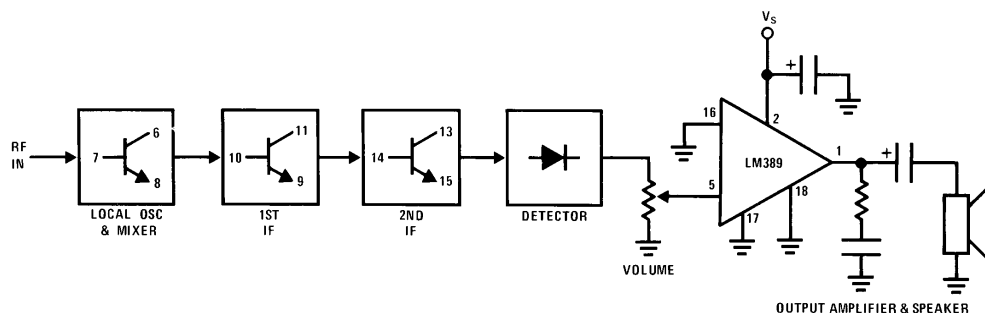 V_S
+
16
2
RF
IN
6
7
8
11
10
9
13
14
15
LM389
1
+
5
18
17
LOCAL OSC
& MIXER
1ST
IF
2ND
IF
DETECTOR
VOLUME
OUTPUT AMPLIFIER & SPEAKER